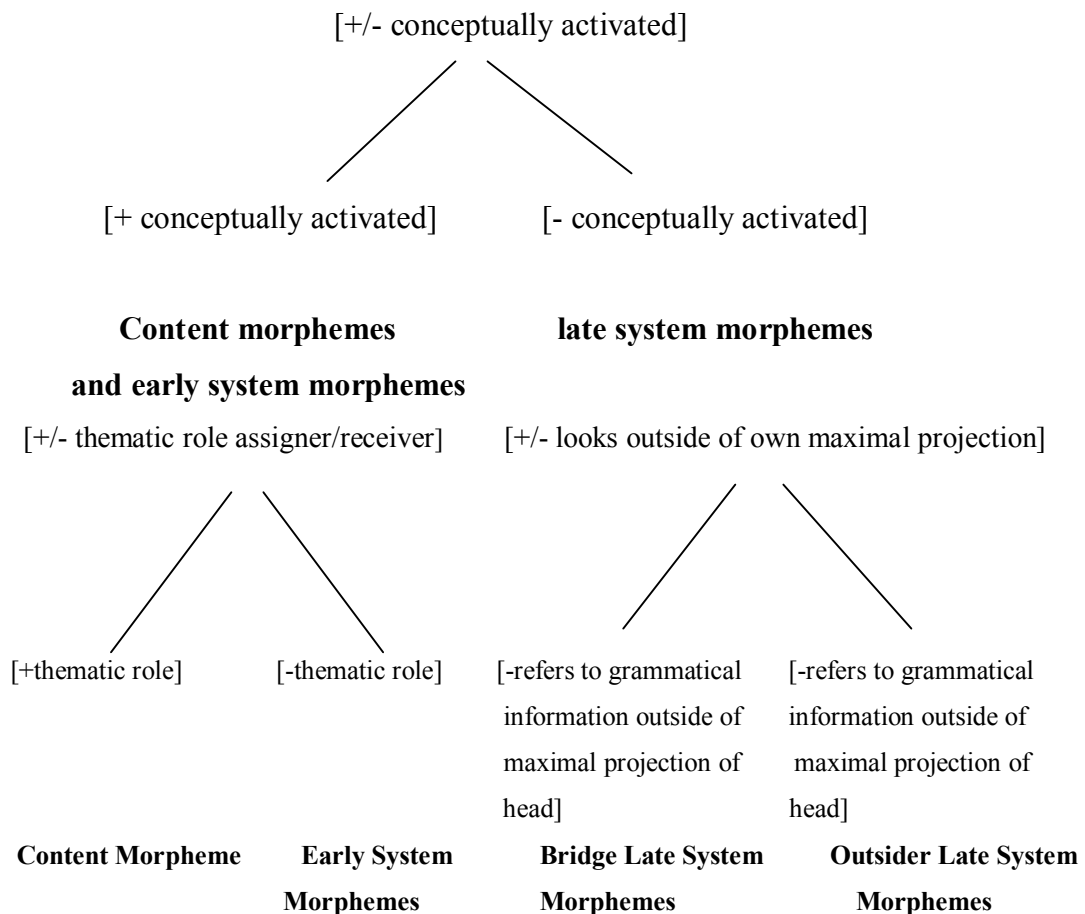 [+/- conceptually activated]
[+ conceptually activated] [- conceptually activated]
Content morphemes late system morphemes
and early system morphemes
[+/- thematic role assigner/receiver] [+/- looks outside of own maximal projection]
[+thematic role] [-thematic role] [-refers to grammatical [-refers to grammatical
information outside of information outside of
maximal projection of maximal projection of
head] head]
Content Morpheme Early System Bridge Late System Outsider Late System
Morphemes Morphemes Morphemes